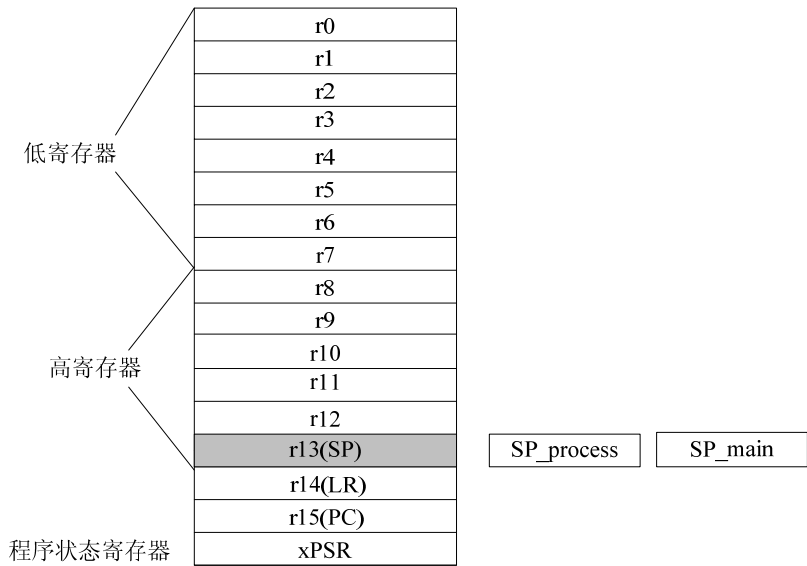 r0
r1
r2
r3
低寄存器
r4
r5
r6
r7
r8
r9
高寄存器
r10
r11
r12
r13(SP) SP_process SP_main
r14(LR)
r15(PC)
程序状态寄存器 xPSR